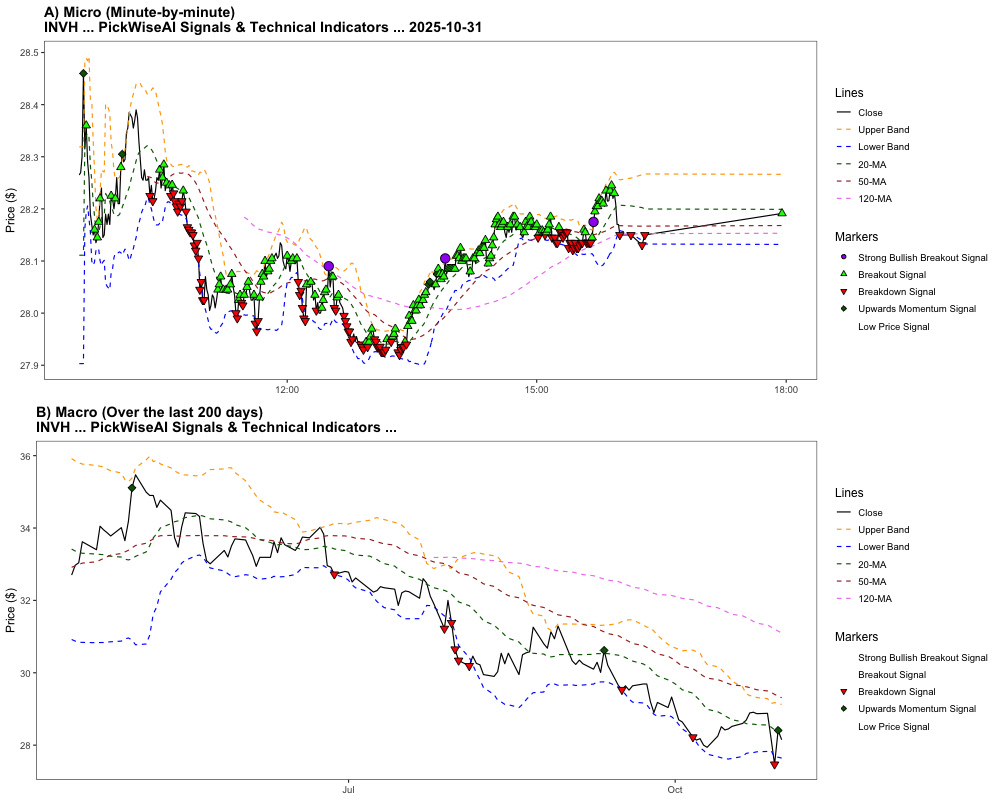 A) Micro (Minute-by-minute)
INVH ... PickWiseAI Signals & Technical Indicators ... 2025-10-31
28.5
28.4
28.3
28.2
28.1
28.0
27.9
Price ($)
12:00
15:00
18:00
Lines
Close
Upper Band
Lower Band
20-MA
50-MA
120-MA
Markers
Strong Bullish Breakout Signal
Breakout Signal
Breakdown Signal
Upwards Momentum Signal
Low Price Signal
B) Macro (Over the last 200 days)
INVH ... PickWiseAI Signals & Technical Indicators ...
36
34
32
30
28
Price ($)
Jul
Oct
Lines
Close
Upper Band
Lower Band
20-MA
50-MA
120-MA
Markers
Strong Bullish Breakout Signal
Breakout Signal
Breakdown Signal
Upwards Momentum Signal
Low Price Signal